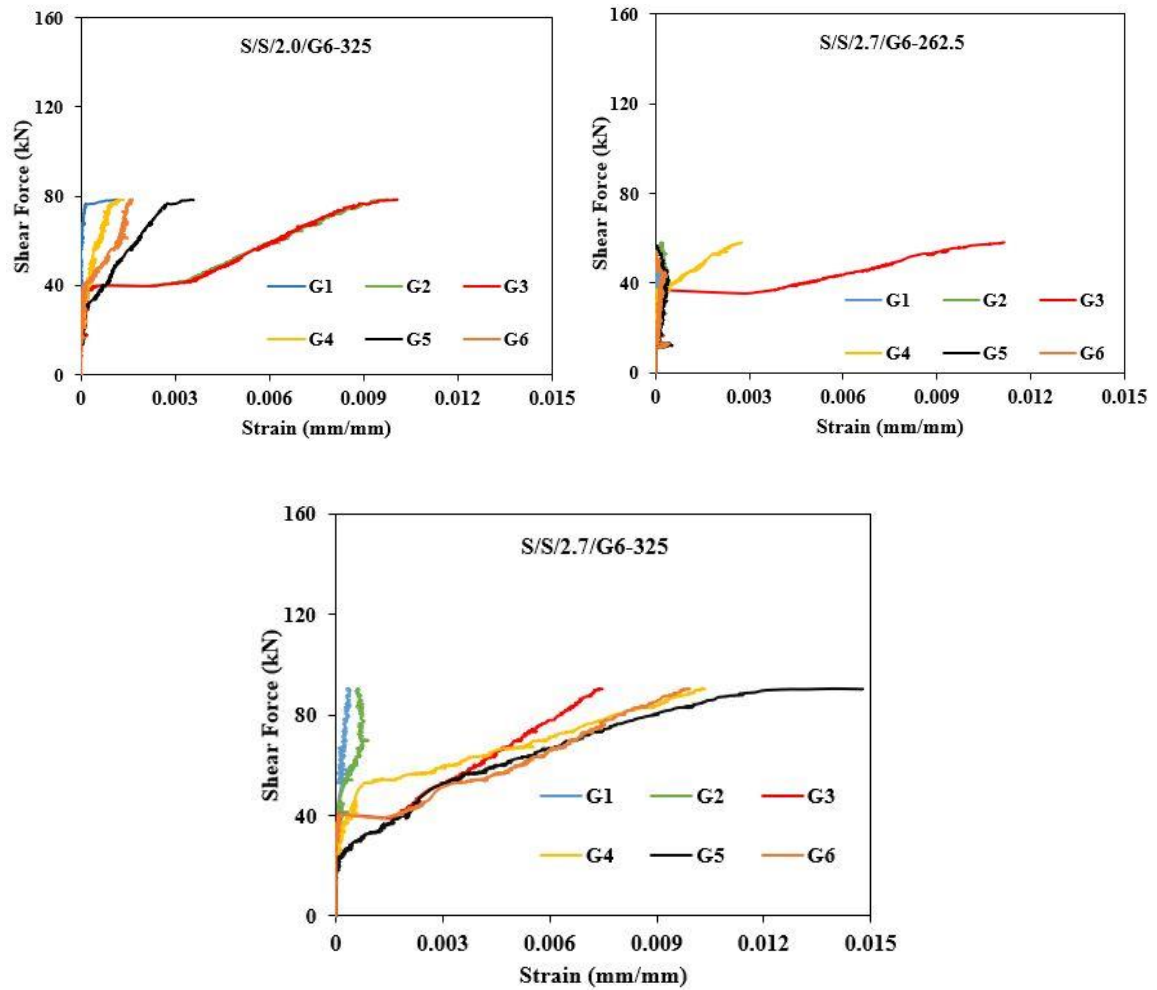 S/S/2.0/G6-325
Shear Force (kN)
160
120
80
40
0
G1 G2 G3
G4 G5 G6
0 0.003 0.006 0.009 0.012 0.015
Strain (mm/mm)
S/S/2.7/G6-262.5
Shear Force (kN)
160
120
80
40
0
G1 G2 G3
G4 G5 G6
0 0.003 0.006 0.009 0.012 0.015
Strain (mm/mm)
S/S/2.7/G6-325
Shear Force (kN)
160
120
80
40
0
G1 G2 G3
G4 G5 G6
0 0.003 0.006 0.009 0.012 0.015
Strain (mm/mm)